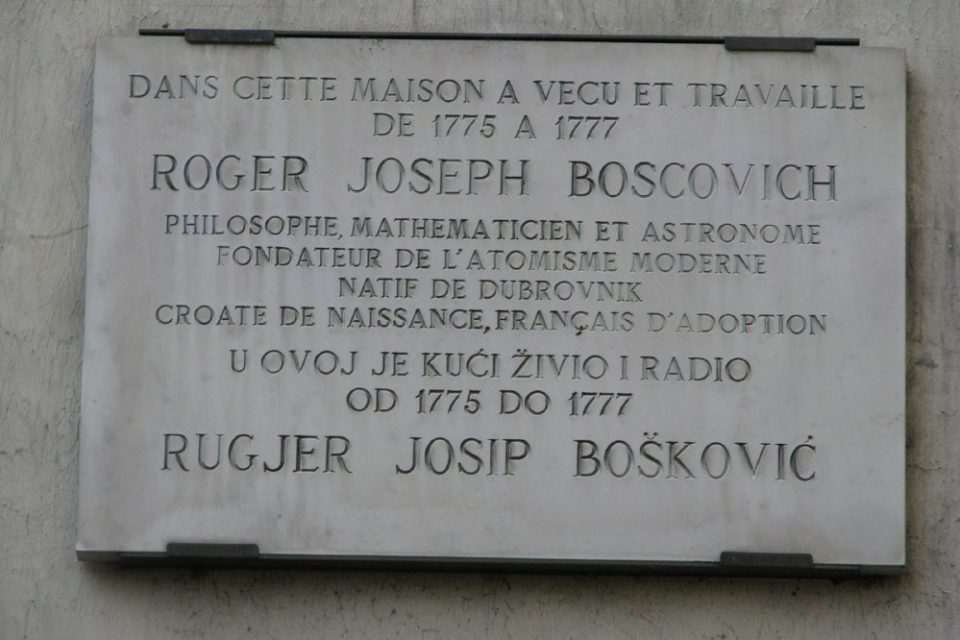 DANS CETTE MAISON A VECU ET TRAVAILLE
DE 1775 A 1777
ROGER JOSEPH BOSCOVICH
PHILOSOPHE, MATHEMATICIEN ET ASTRONOME
FONDATEUR DE L'ATOMISME MODERNE
NATIF DE DUBROVNIK
CROATE DE NAISSANCE, FRANÇAIS D'ADOPTION
U OVOJ JE KUĆI ŽIVIO I RADIO
OD 1775 DO 1777
RUGJER JOSIP BOŠKOVIĆ